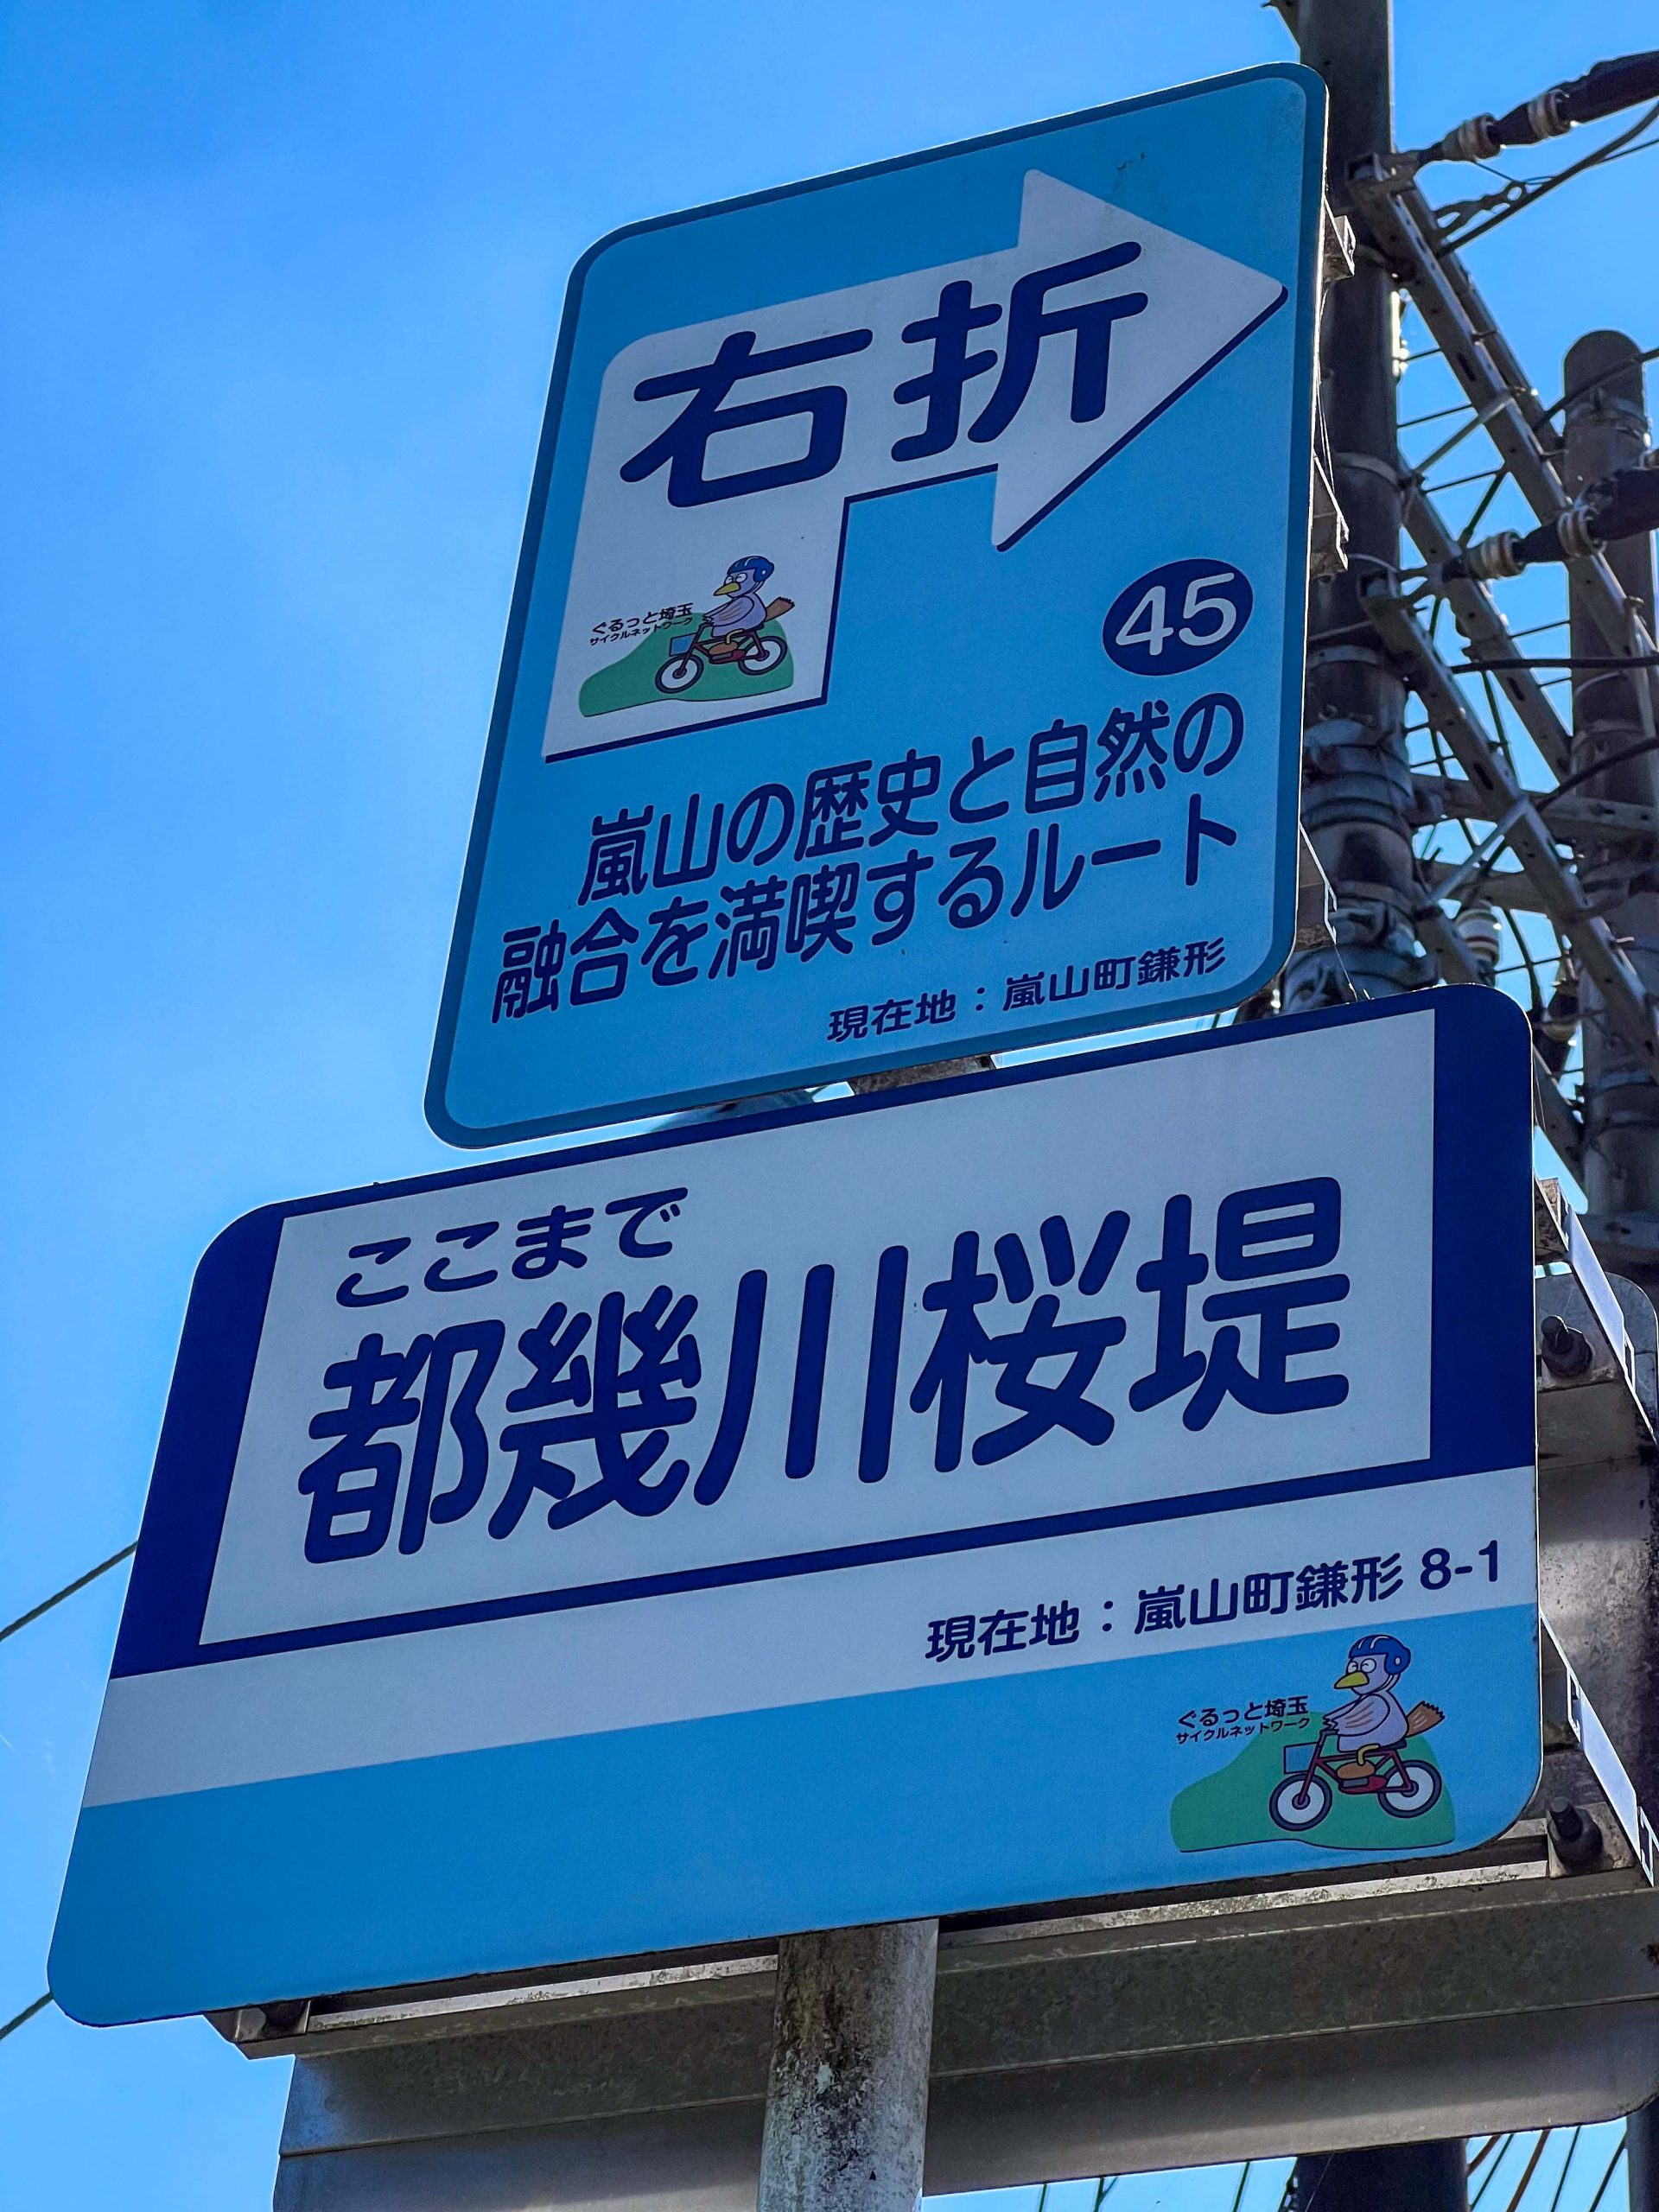 右折
ぐるっと埼玉
サイクルネットワーク
45
嵐山の歴史と自然の
融合を満喫するルート
現在地：嵐山町鎌形
ここまで
都幾川桜堤
現在地：嵐山町鎌形 8-1
ぐるっと埼玉
サイクルネットワーク